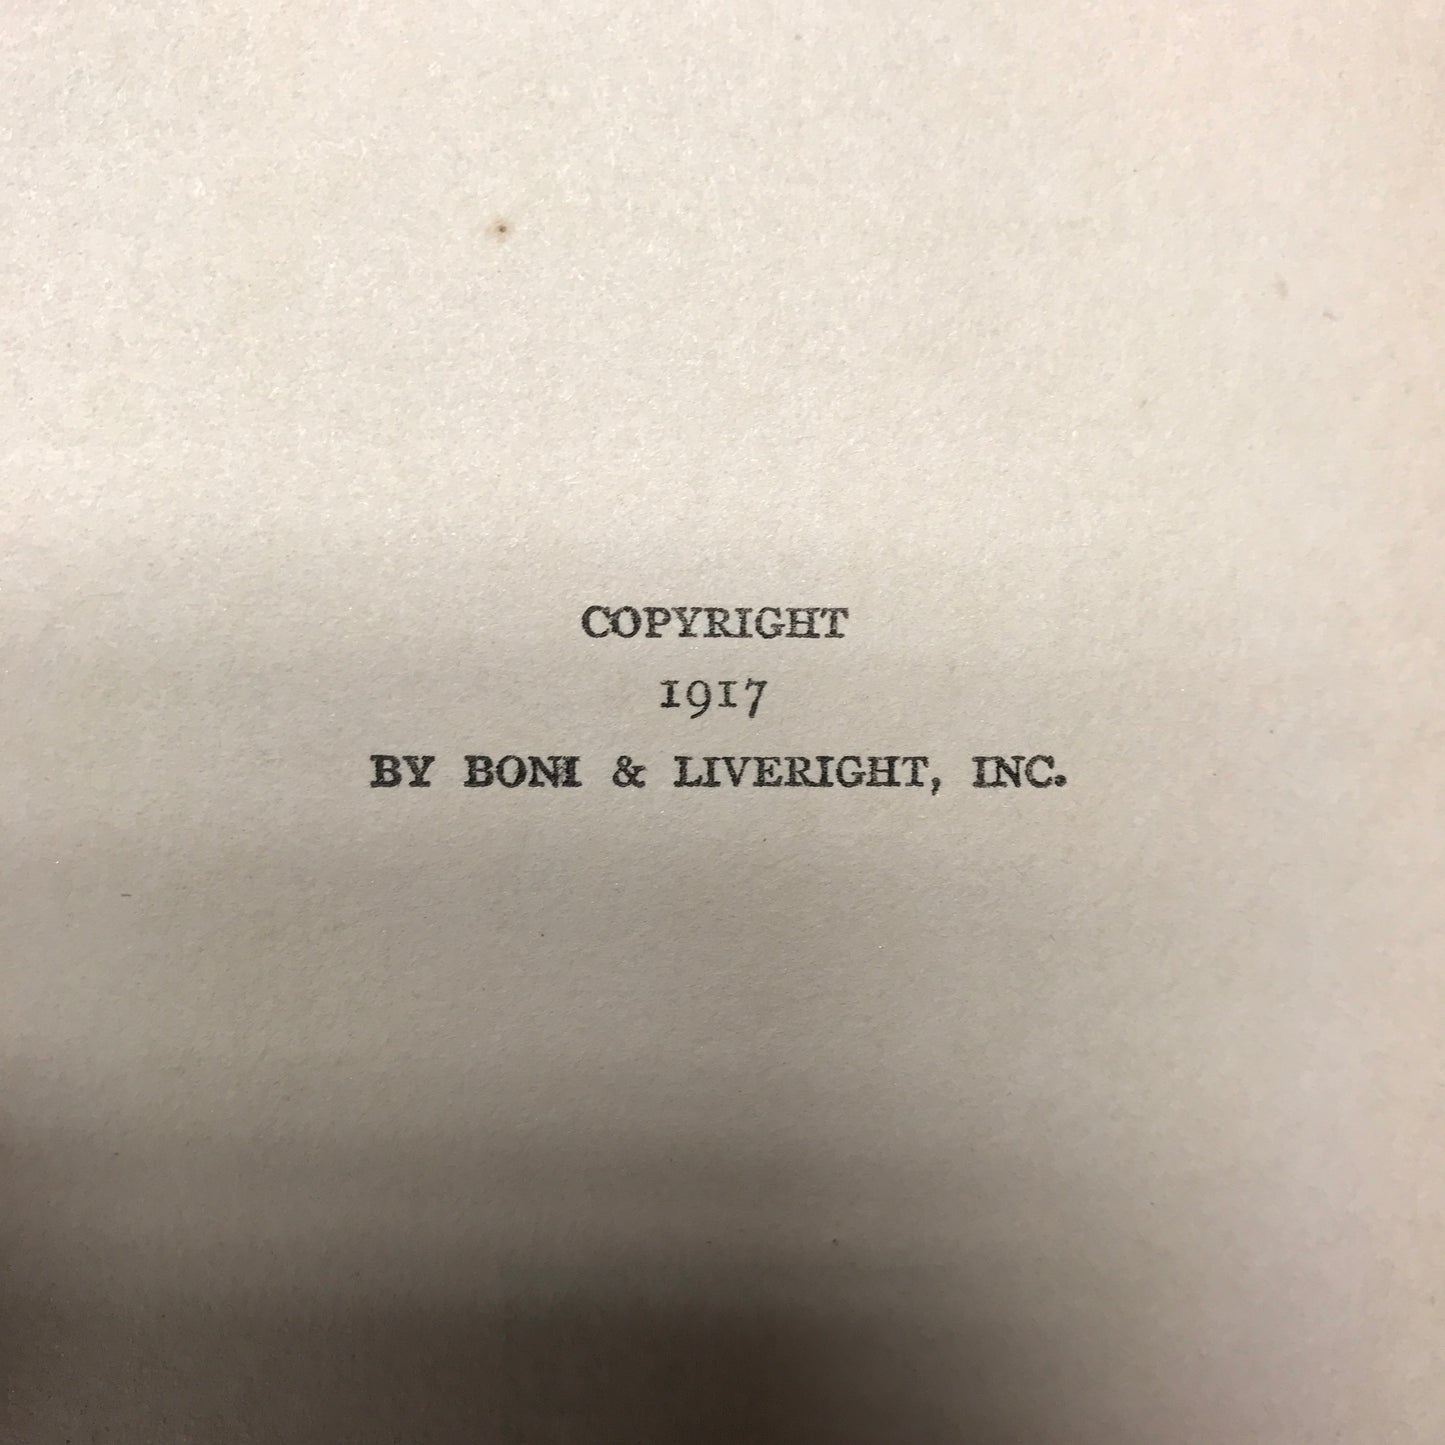 COPYRIGHT
1917
BY BONI & LIVERIGHT, INC.